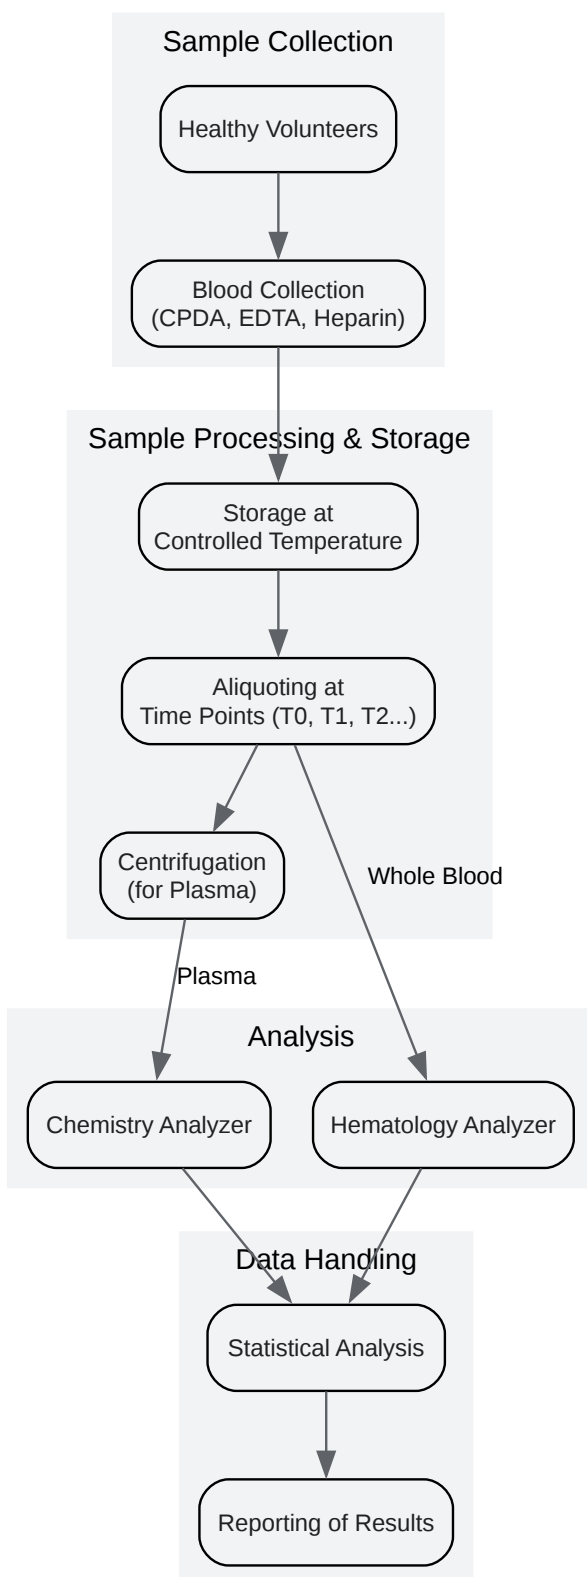 Sample Collection
Healthy Volunteers
Blood Collection
(CPDA, EDTA, Heparin)
Sample Processing & Storage
Storage at
Controlled Temperature
Aliquoting at
Time Points (T0, T1, T2...)
Centrifugation
(for Plasma)
Whole Blood
Plasma
Analysis
Chemistry Analyzer
Hematology Analyzer
Data Handling
Statistical Analysis
Reporting of Results